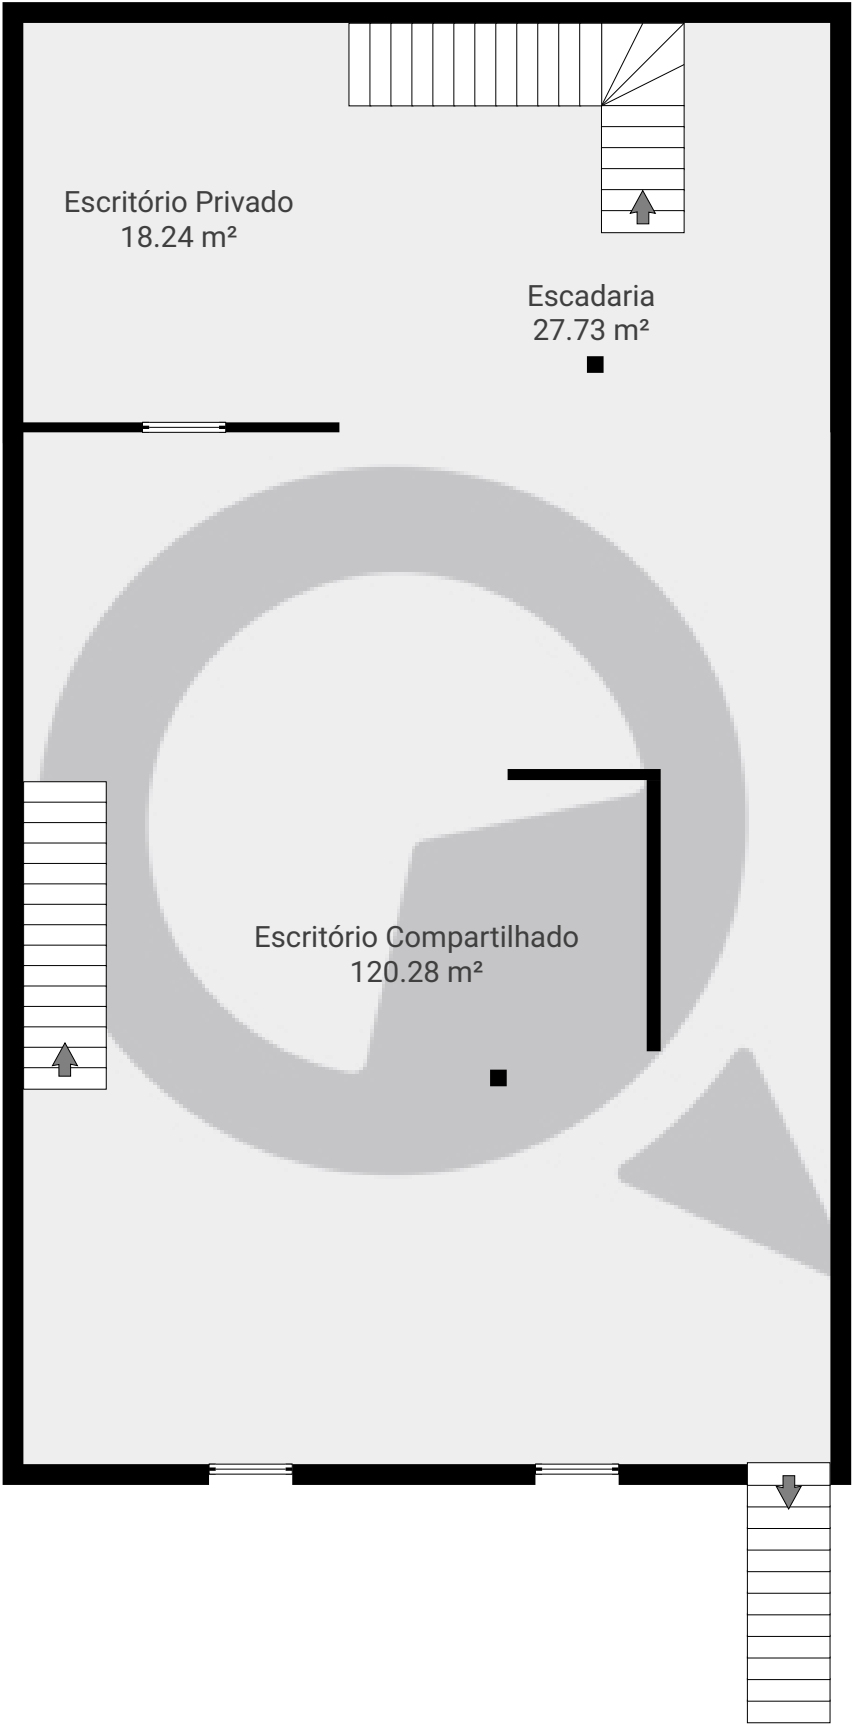 Escritório Privado
18.24 m²
Escadaria
27.73 m²
Escritório Compartilhado
120.28 m²